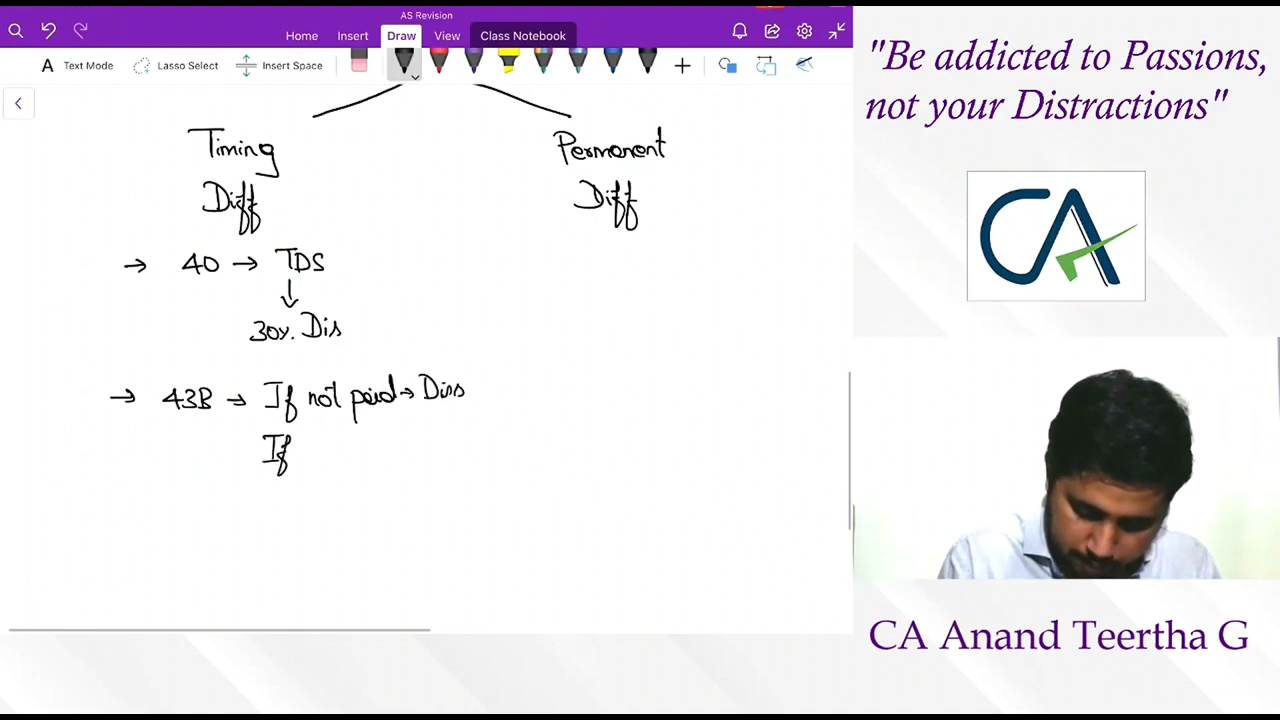 AS Revision
Home Insert Draw View Class Notebook
Text Mode Lasso Select Insert Space
Timing Permanent
Diff Diff
→ 40 → TDS
↓
30%. Dis
→ 43B → If not paid → Diss
If
"Be addicted to Passions,
not your Distractions"
CA
CA Anand Teertha G